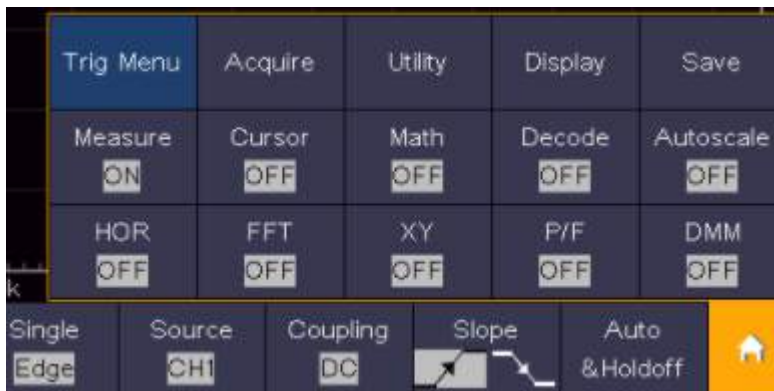 Trig Menu Acquire Utility Display Save
Measure Cursor Math Decode Autoscale
ON OFF OFF OFF OFF
HOR FFT XY P/F DMM
OFF OFF OFF OFF OFF
k
Single Source Coupling Slope Auto
Edge CH1 DC &Holdoff